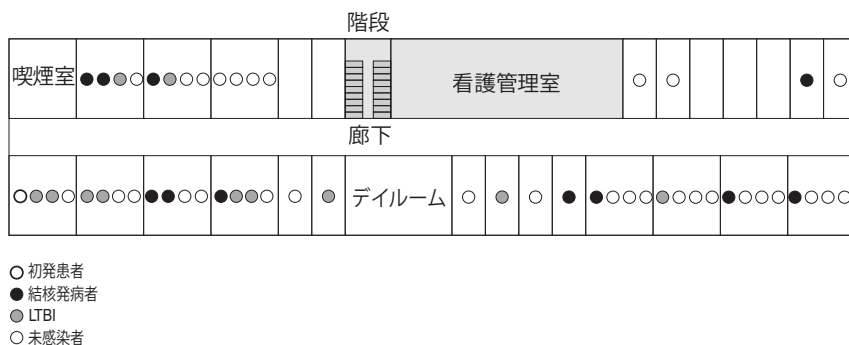 階段
喫煙室
看護管理室
廊下
デイルーム
初発患者
結核発病者
LTBI
未感染者